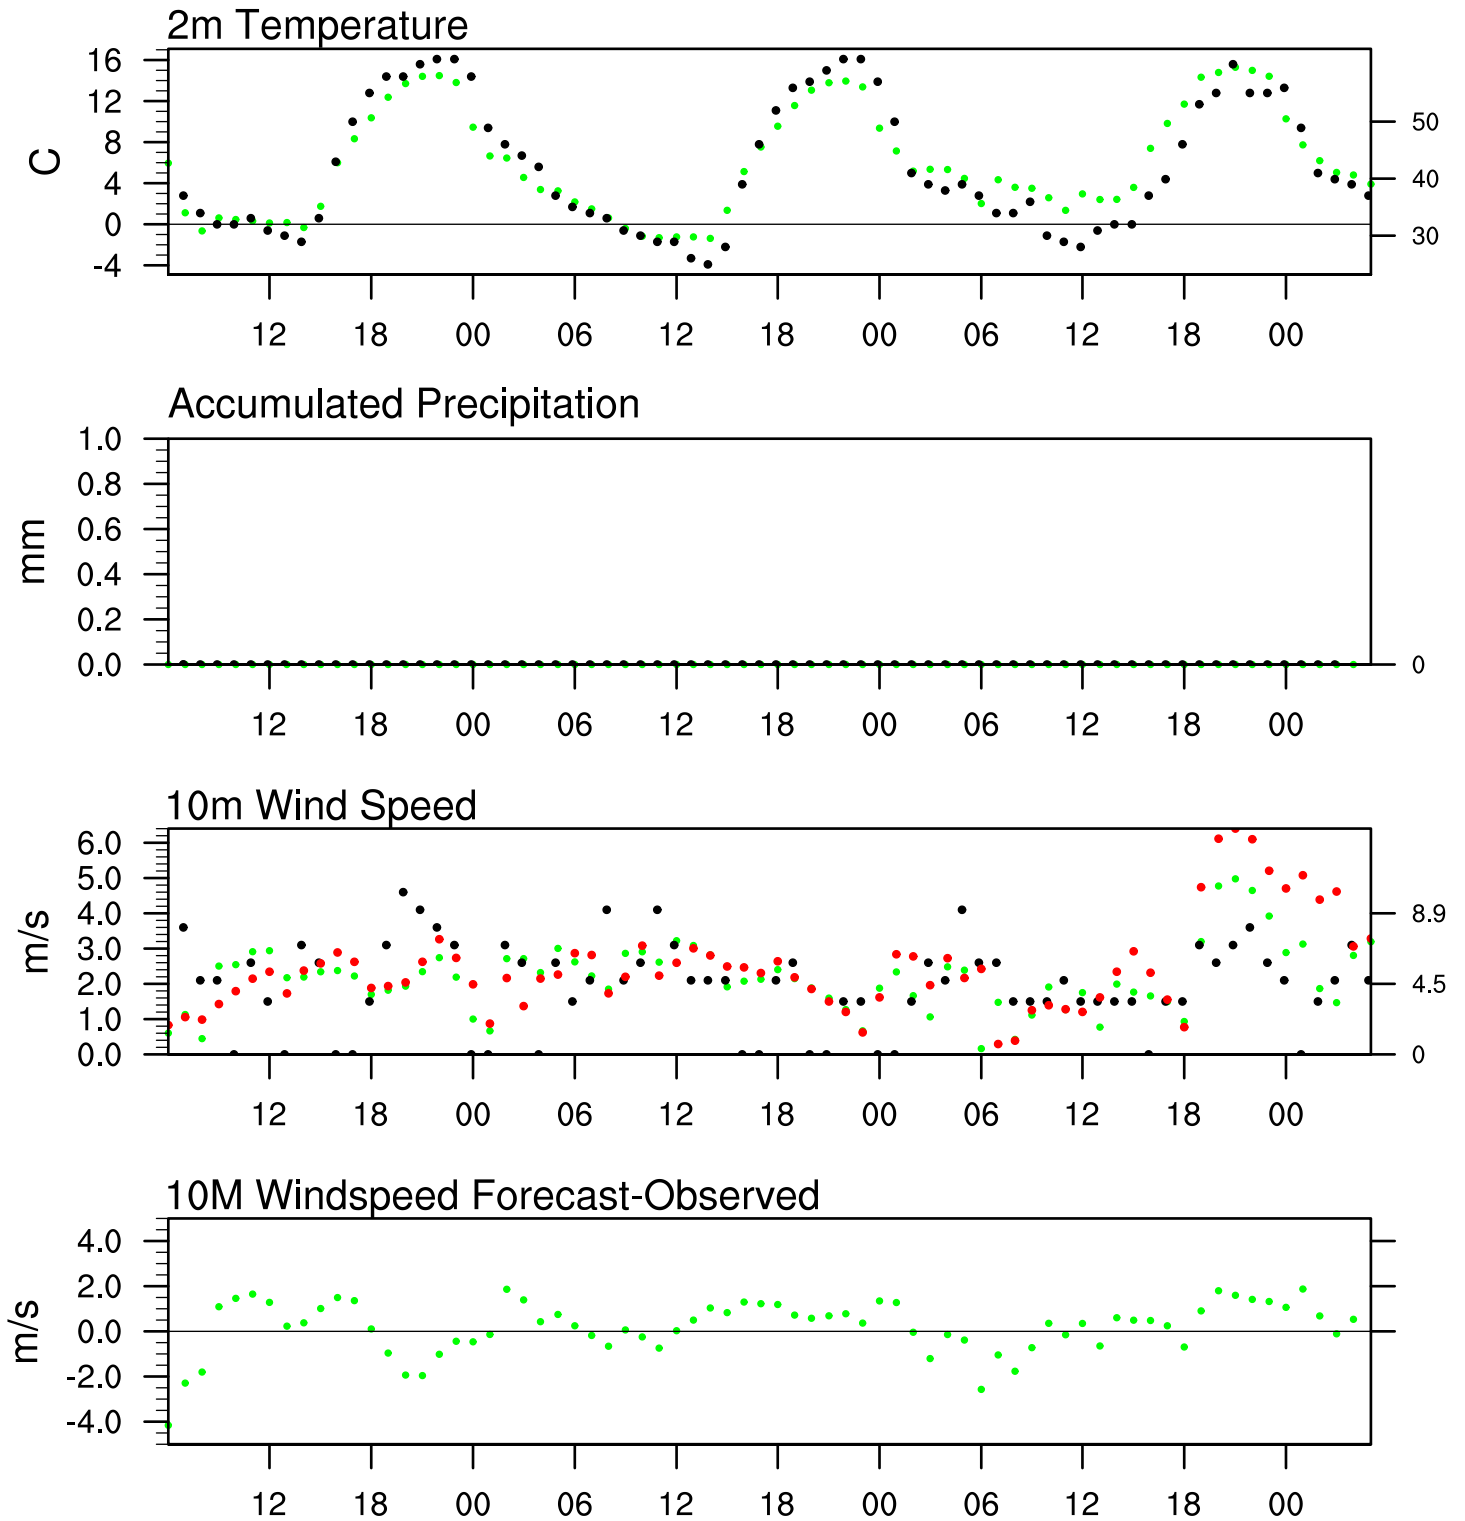 2m Temperature
16
12
8
4
0
-4
C
50
40
30
12 18 00 06 12 18 00 06 12 18 00
Accumulated Precipitation
1.0
0.8
0.6
0.4
0.2
0.0
mm
0
12 18 00 06 12 18 00 06 12 18 00
10m Wind Speed
6.0
5.0
4.0
3.0
2.0
1.0
0.0
m/s
8.9
4.5
0
12 18 00 06 12 18 00 06 12 18 00
10M Windspeed Forecast-Observed
4.0
2.0
0.0
-2.0
-4.0
m/s
12 18 00 06 12 18 00 06 12 18 00